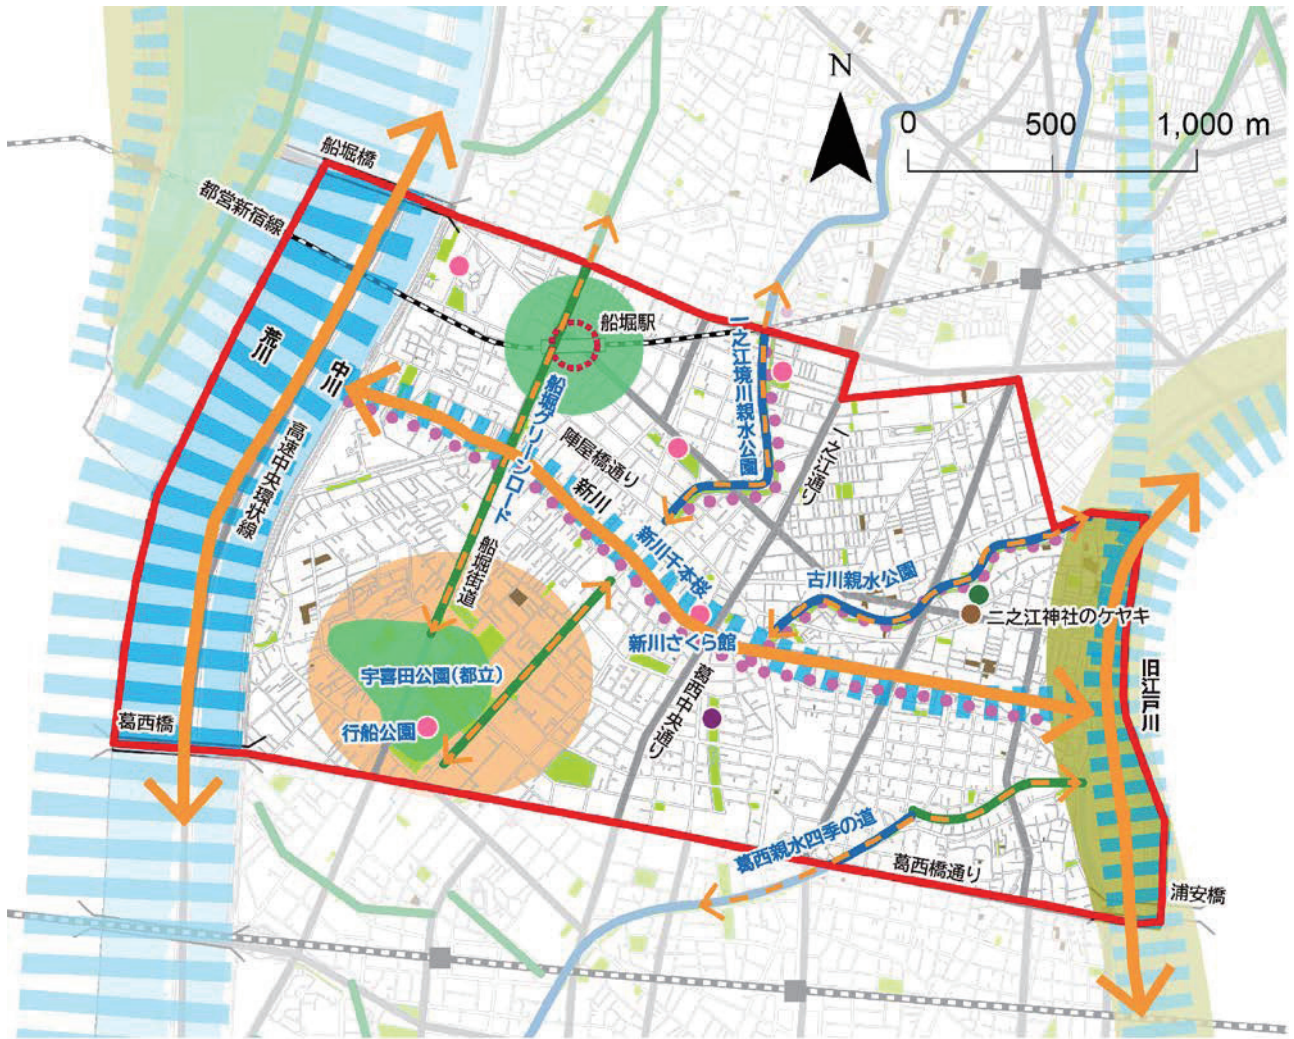 N
0 500 1,000 m
船堀橋
都営新宿線
船堀駅
荒川
中川
高速中央環状線
船堀グリーンロード
一之江境川親水公園
陣屋橋通り
一之江通り
新川
船堀街道
新川千本桜
古川親水公園
二之江神社のケヤキ
新川さくら館
宇喜田公園(都立)
行船公園
葛西中央通り
旧江戸川
葛西橋
葛西親水四季の道
葛西橋通り
浦安橋